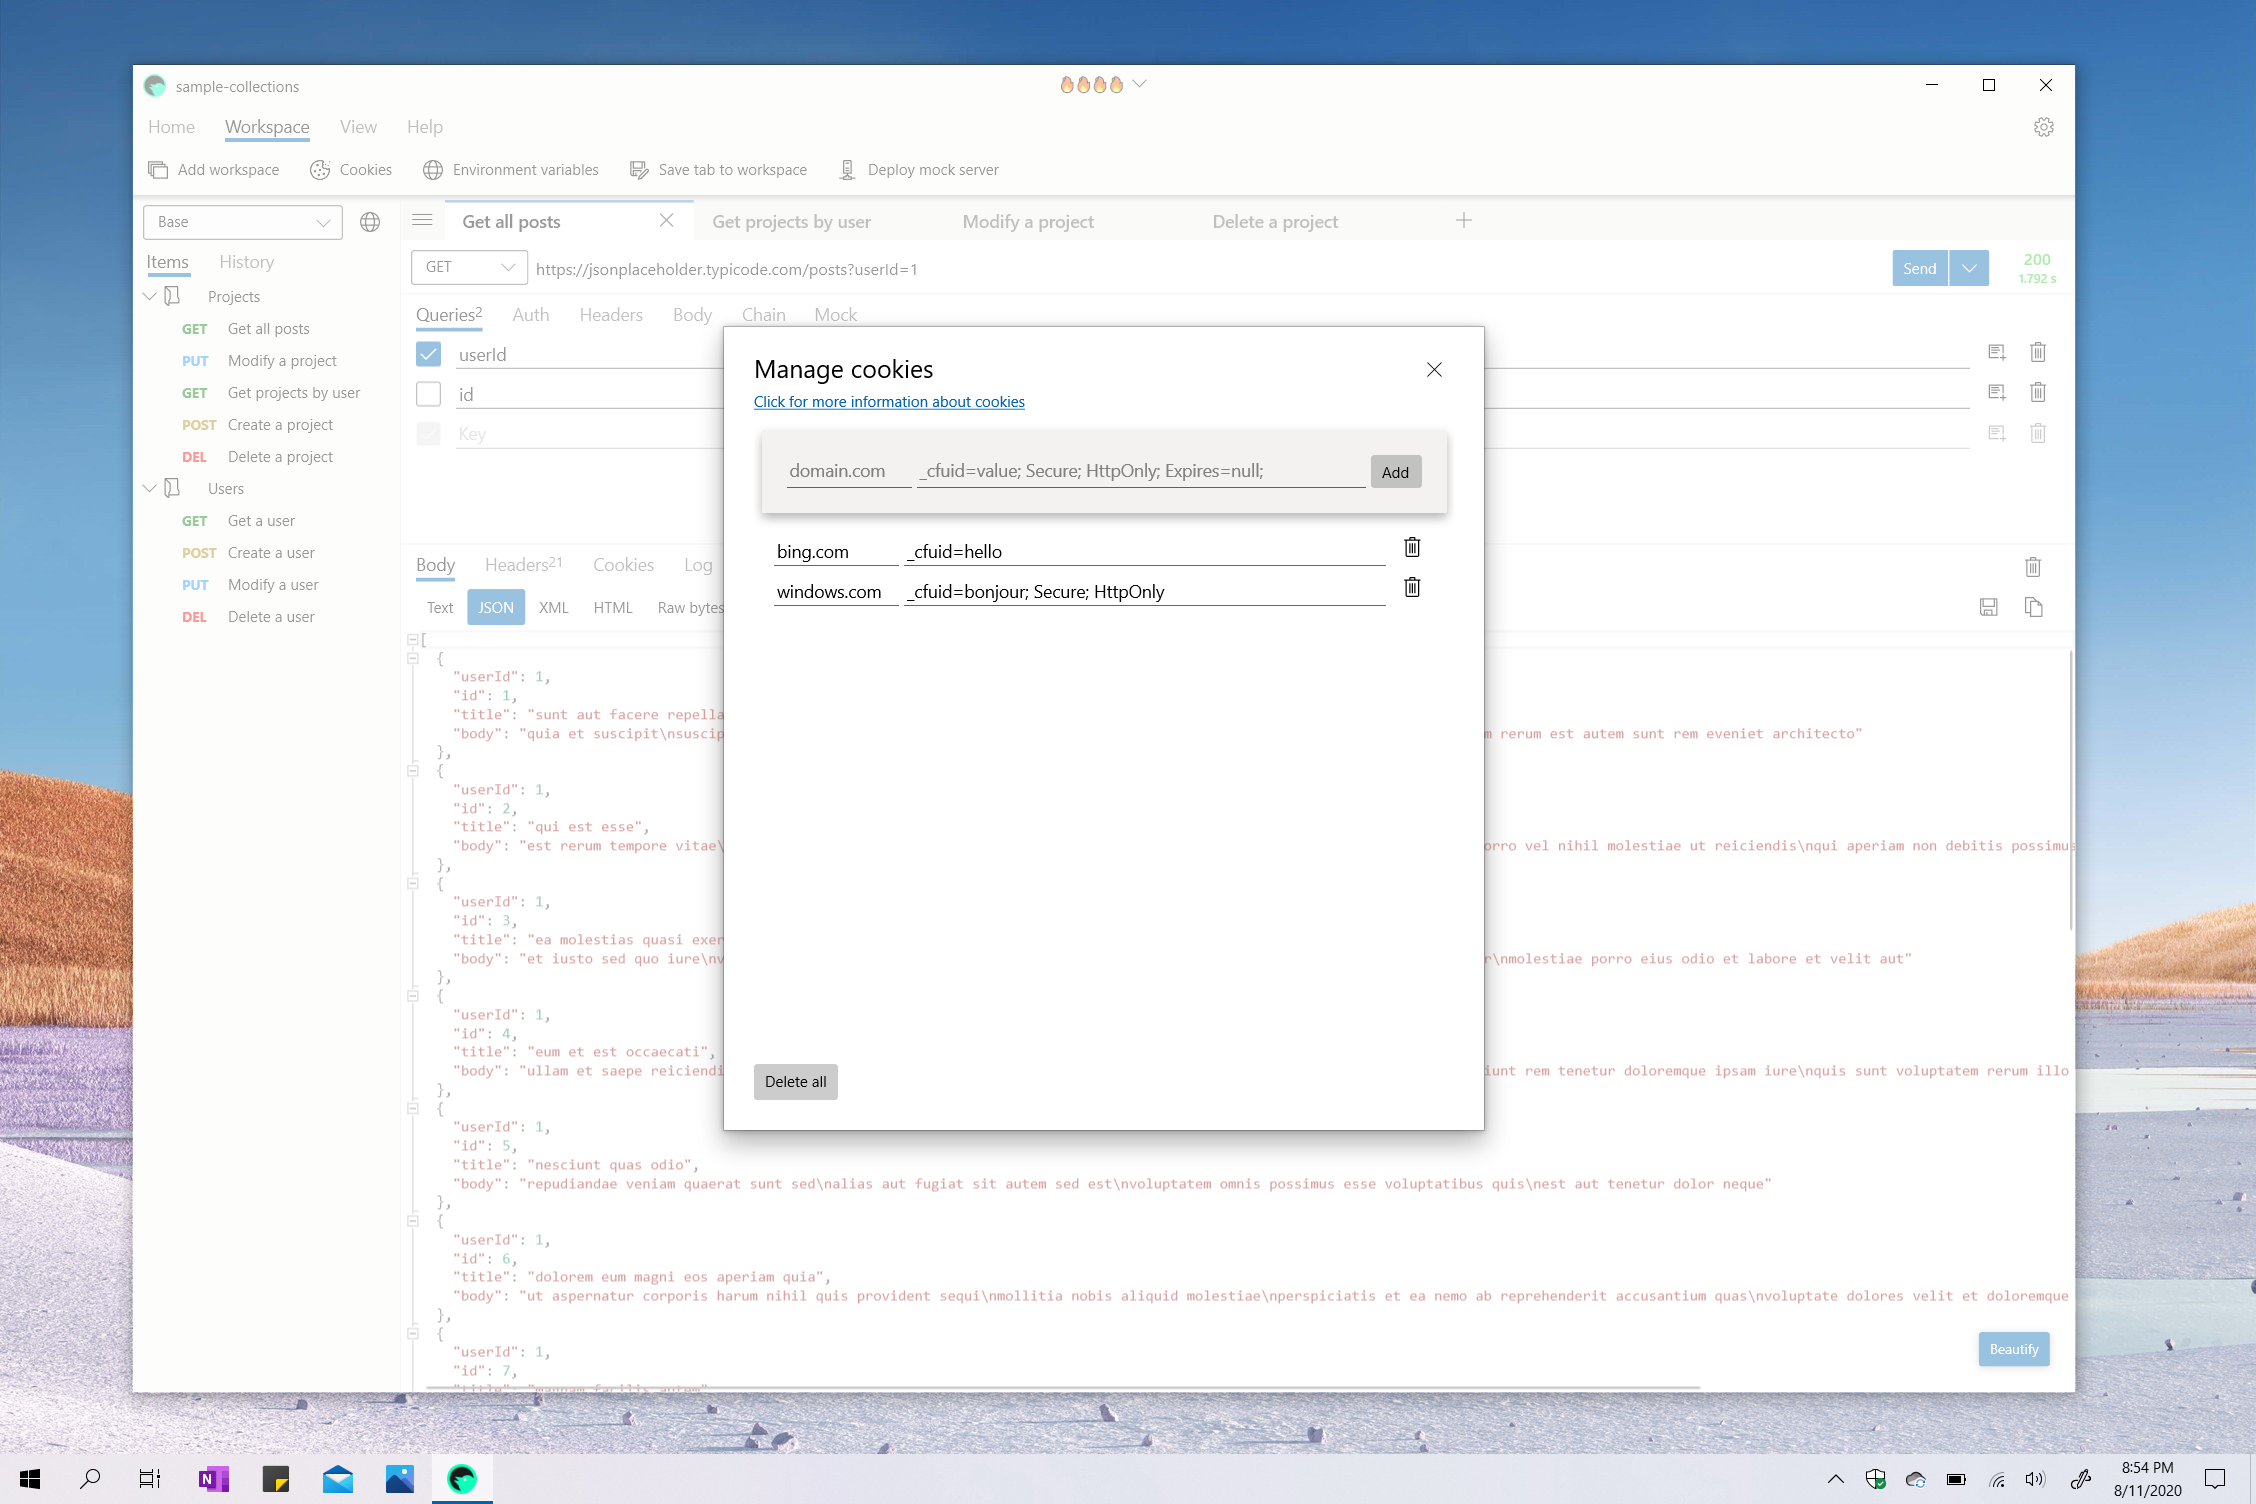 sample-collections
Home Workspace View Help
Add workspace Cookies Environment variables Save tab to workspace Deploy mock server
Base
Items History
Projects
GET Get all posts
PUT Modify a project
GET Get projects by user
POST Create a project
DEL Delete a project
Users
GET Get a user
POST Create a user
PUT Modify a user
DEL Delete a user
Get all posts Get projects by user Modify a project Delete a project
GET https://jsonplaceholder.typicode.com/posts?userId=1 Send 200
1.792 s
Queries2 Auth Headers Body Chain Mock
userId
id
Key
Manage cookies
Click for more information about cookies
domain.com _cfuid=value; Secure; HttpOnly; Expires=null; Add
bing.com _cfuid=hello
windows.com _cfuid=bonjour; Secure; HttpOnly
Delete all
Body Headers21 Cookies Log
Text JSON XML HTML Raw bytes
[
{
"userId": 1,
"id": 1,
"title": "sunt aut facere repella
"body": "quia et suscipit\nsuscip m rerum est autem sunt rem eveniet architecto"
},
{
"userId": 1,
"id": 2,
"title": "qui est esse",
"body": "est rerum tempore vitae\ orro vel nihil molestiae ut reiciendis\nqui aperiam non debitis possimus
},
{
"userId": 1,
"id": 3,
"title": "ea molestias quasi exer
"body": "et iusto sed quo iure\nv r\nmolestiae porro eius odio et labore et velit aut"
},
{
"userId": 1,
"id": 4,
"title": "eum et est occaecati",
"body": "ullam et saepe reiciendi iunt rem tenetur doloremque ipsam iure\nquis sunt voluptatem rerum illo
},
{
"userId": 1,
"id": 5,
"title": "nesciunt quas odio",
"body": "repudiandae veniam quaerat sunt sed\nalias aut fugiat sit autem sed est\nvoluptatem omnis possimus esse voluptatibus quis\nest aut tenetur dolor neque"
},
{
"userId": 1,
"id": 6,
"title": "dolorem eum magni eos aperiam quia",
"body": "ut aspernatur corporis harum nihil quis provident sequi\nmollitia nobis aliquid molestiae\nperspiciatis et ea nemo ab reprehenderit accusantium quas\nvoluptate dolores velit et doloremque
},
{
"userId": 1,
"id": 7,
"title": "magnam facilis autem"
Beautify
8:54 PM
8/11/2020